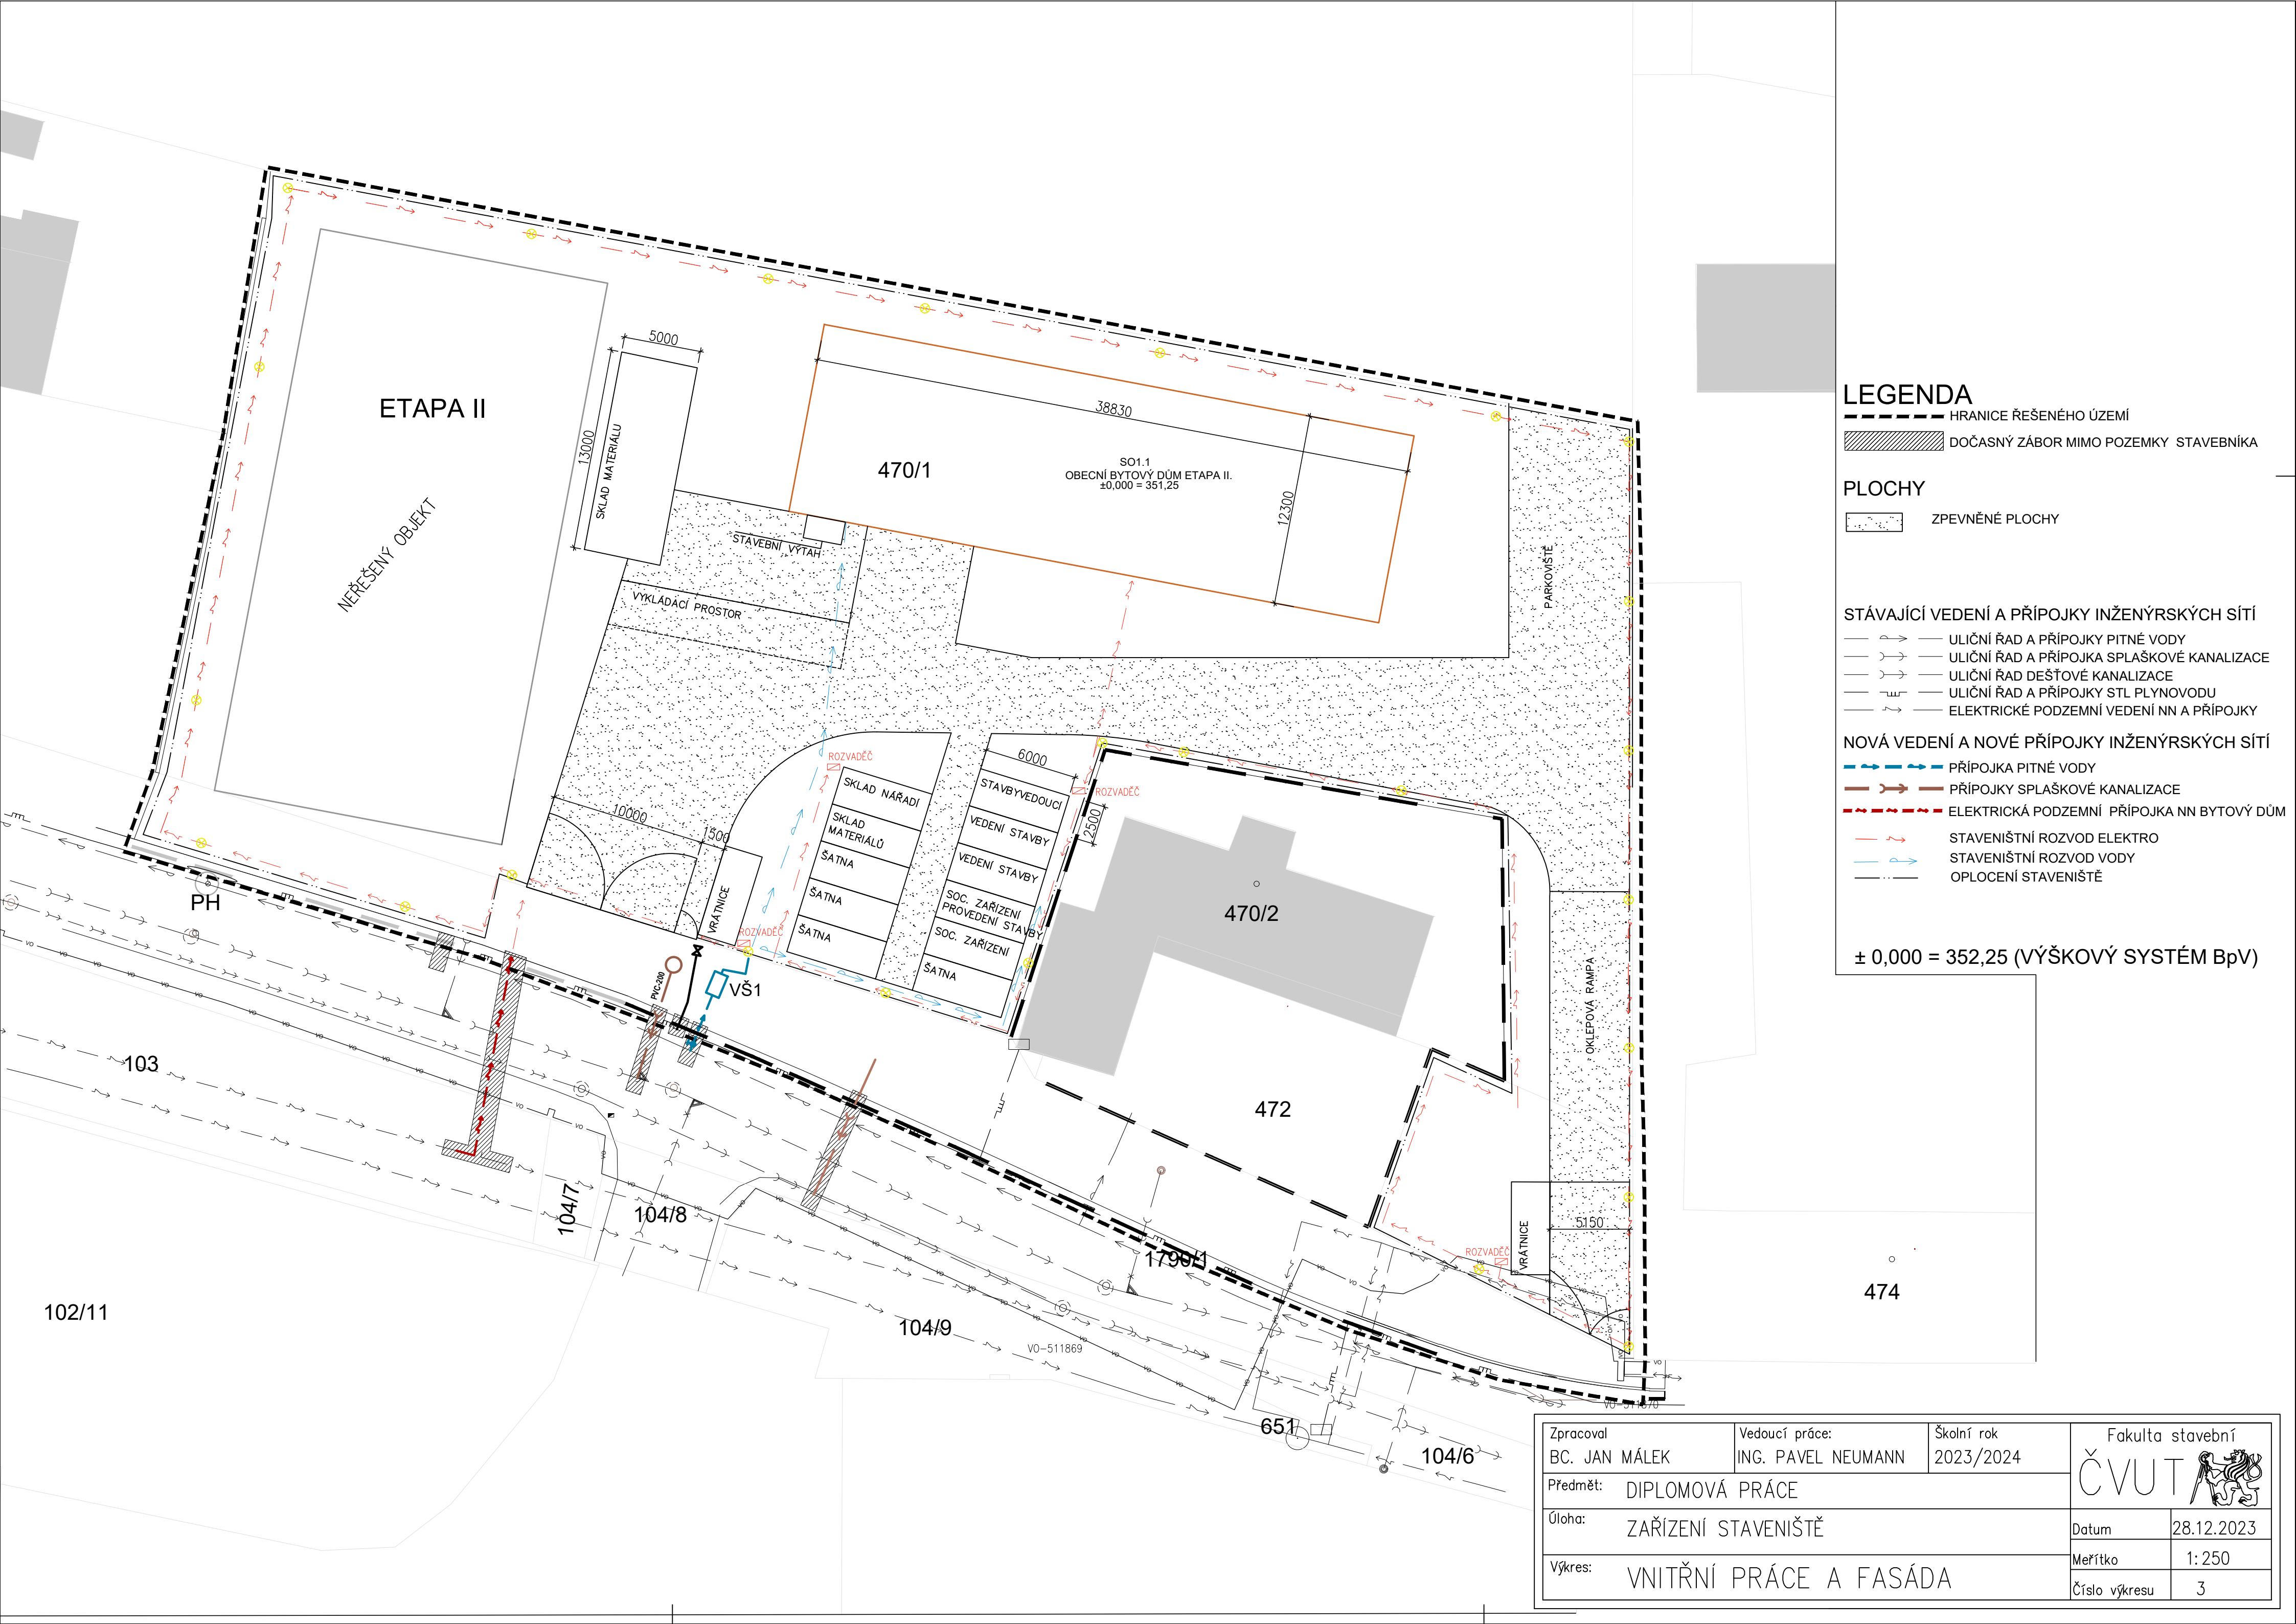 ETAPA II
NEŘEŠENÝ OBJEKT
5000
13000
SKLAD MATERIÁLU
38830
12300
470/1
SO1.1
OBECNÍ BYTOVÝ DŮM ETAPA II.
±0,000 = 351,25
STAVEBNÍ VÝTAH
VYKLÁDACÍ PROSTOR
PARKOVIŠTĚ
10000
1500
VRÁTNICE
ROZVADĚČ
ROZVADĚČ
SKLAD NÁŘADÍ
SKLAD
MATERIÁLŮ
ŠATNA
ŠATNA
ŠATNA
6000
STAVBYVEDOUCÍ
VEDENÍ STAVBY
VEDENÍ STAVBY
SOC. ZAŘÍZENÍ
PROVEDENÍ STAVBY
SOC. ZAŘÍZENÍ
ŠATNA
ROZVADĚČ
2500
470/2
472
OKLEPOVÁ RAMPA
5150
VRÁTNICE
ROZVADĚČ
PH
PVC-200
VŠ1
103
104/7
104/8
102/11
104/9
1790/1
VO-511869
651
104/6
474
VO-511870
LEGENDA
HRANICE ŘEŠENÉHO ÚZEMÍ
DOČASNÝ ZÁBOR MIMO POZEMKY STAVEBNÍKA
PLOCHY
ZPEVNĚNÉ PLOCHY
STÁVAJÍCÍ VEDENÍ A PŘÍPOJKY INŽENÝRSKÝCH SÍTÍ
ULIČNÍ ŘAD A PŘÍPOJKY PITNÉ VODY
ULIČNÍ ŘAD A PŘÍPOJKA SPLAŠKOVÉ KANALIZACE
ULIČNÍ ŘAD DEŠŤOVÉ KANALIZACE
ULIČNÍ ŘAD A PŘÍPOJKY STL PLYNOVODU
ELEKTRICKÉ PODZEMNÍ VEDENÍ NN A PŘÍPOJKY
NOVÁ VEDENÍ A NOVÉ PŘÍPOJKY INŽENÝRSKÝCH SÍTÍ
PŘÍPOJKA PITNÉ VODY
PŘÍPOJKY SPLAŠKOVÉ KANALIZACE
ELEKTRICKÁ PODZEMNÍ PŘÍPOJKA NN BYTOVÝ DŮM
STAVENIŠTNÍ ROZVOD ELEKTRO
STAVENIŠTNÍ ROZVOD VODY
OPLOCENÍ STAVENIŠTĚ
± 0,000 = 352,25 (VÝŠKOVÝ SYSTÉM BpV)
Zpracoval
BC. JAN MÁLEK
Vedoucí práce:
ING. PAVEL NEUMANN
Školní rok
2023/2024
Fakulta stavební
ČVUT
Předmět: DIPLOMOVÁ PRÁCE
Úloha: ZAŘÍZENÍ STAVENIŠTĚ
Výkres: VNITŘNÍ PRÁCE A FASÁDA
Datum 28.12.2023
Meřítko 1:250
Číslo výkresu 3